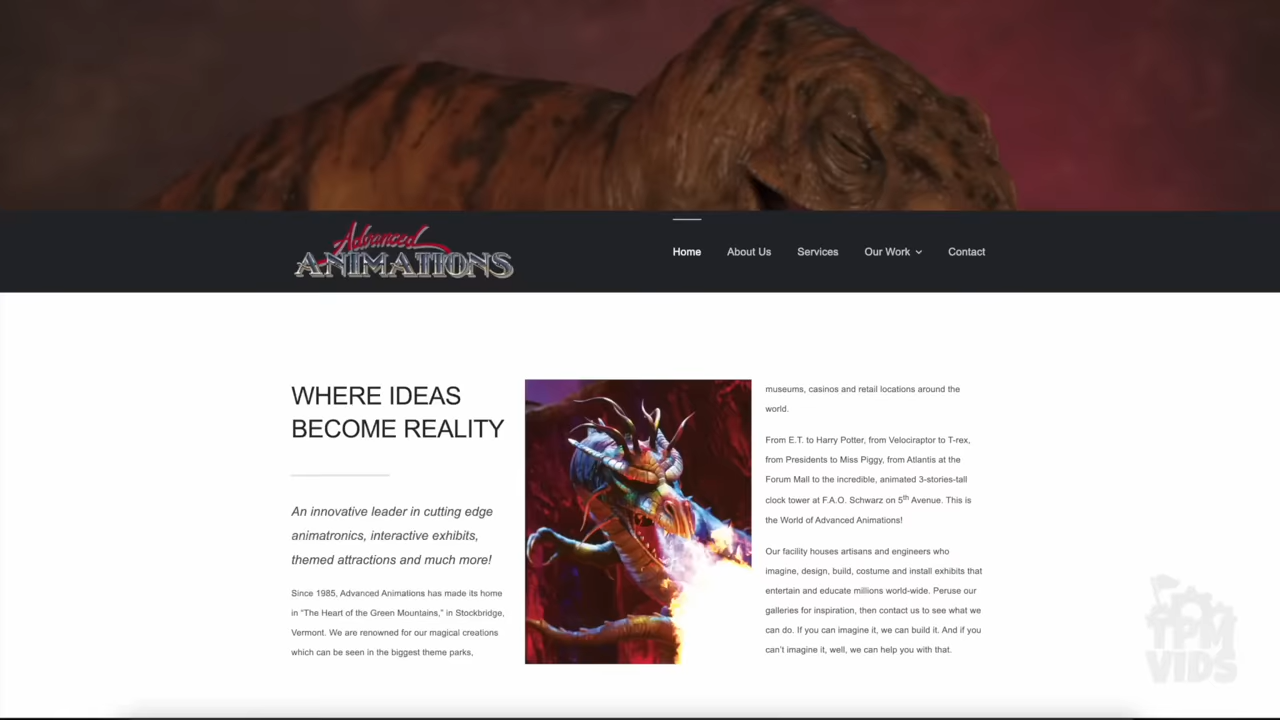 Advanced
ANIMATIONS
Home
About Us
Services
Our Work
Contact
WHERE IDEAS
BECOME REALITY
An innovative leader in cutting edge
animatronics, interactive exhibits,
themed attractions and much more!
Since 1985, Advanced Animations has made its home
in “The Heart of the Green Mountains,” in Stockbridge,
Vermont. We are renowned for our magical creations
which can be seen in the biggest theme parks,
museums, casinos and retail locations around the
world.
From E.T. to Harry Potter, from Velociraptor to T-rex,
from Presidents to Miss Piggy, from Atlantis at the
Forum Mall to the incredible, animated 3-stories-tall
clock tower at F.A.O. Schwarz on 5th Avenue. This is
the World of Advanced Animations!
Our facility houses artisans and engineers who
imagine, design, build, costume and install exhibits that
entertain and educate millions world-wide. Peruse our
galleries for inspiration, then contact us to see what we
can do. If you can imagine it, we can build it. And if you
can’t imagine it, well, we can help you with that.
TPM
VIDS